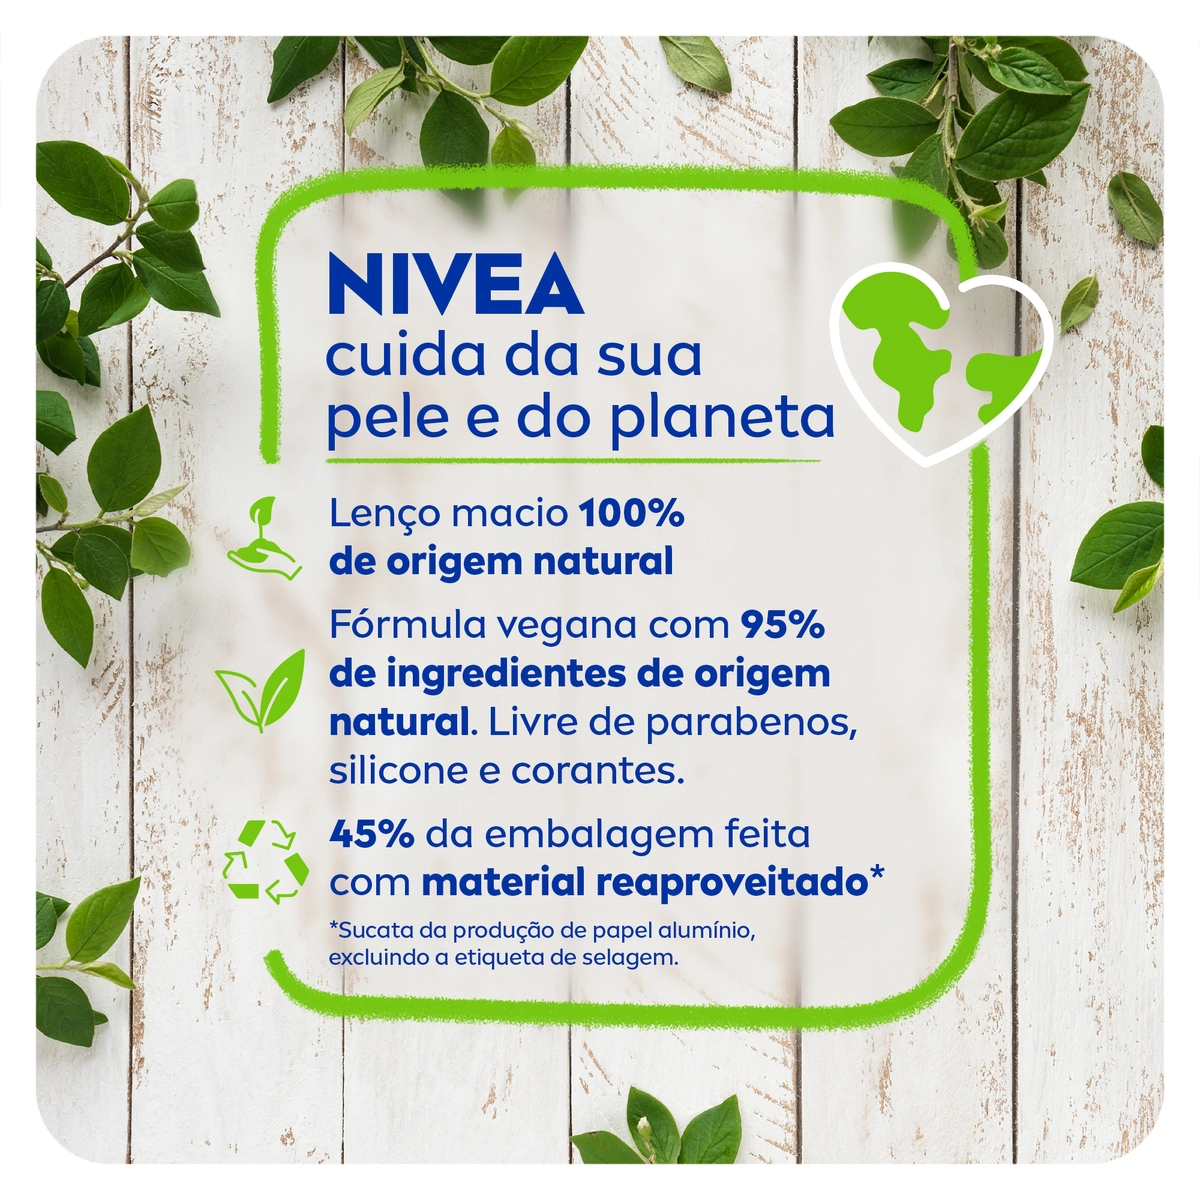 NIVEA
cuida da sua
pele e do planeta
Lenço macio 100%
de origem natural
Fórmula vegana com 95%
de ingredientes de origem
natural. Livre de parabenos,
silicone e corantes.
45% da embalagem feita
com material reaproveitado*
*Sucata da produção de papel alumínio,
excluindo a etiqueta de selagem.